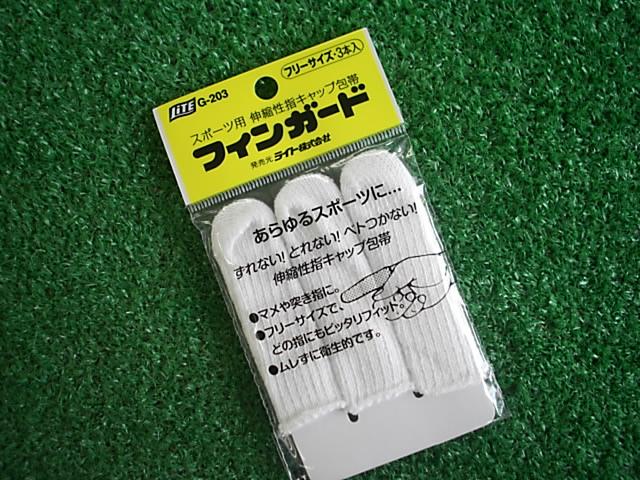 LiTE G-203
フリーサイズ・3本入
スポーツ用 伸縮性指キャップ包帯
フィンガード
発売元 ライト株式会社
あらゆるスポーツに…
ずれない!とれない!ベトつかない!
伸縮性指キャップ包帯
●マメや突き指に。
●フリーサイズで、
どの指にもピッタリフィット。
●ムレずに衛生的です。